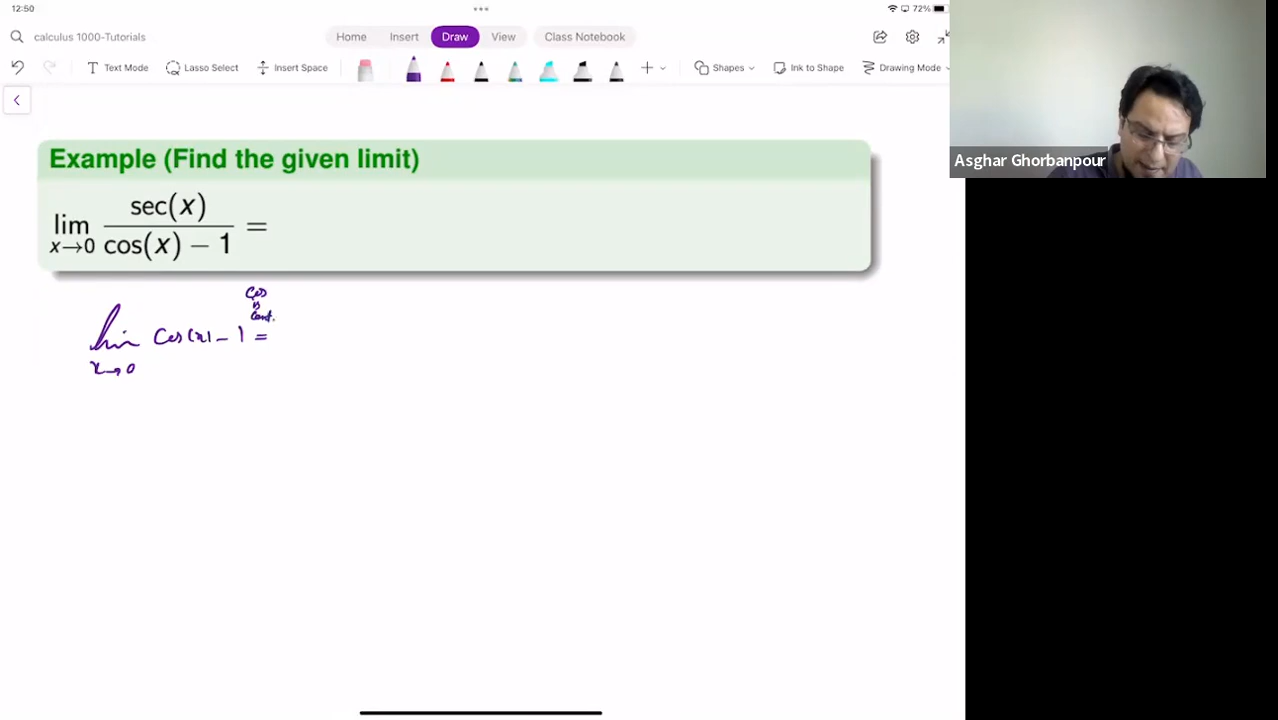 12:50
72%
calculus 1000-Tutorials
Home Insert Draw View Class Notebook
Text Mode Lasso Select Insert Space Shapes Ink to Shape Drawing Mode
Asghar Ghorbanpour
Example (Find the given limit)
lim x→0 sec(x) / cos(x) − 1 =
Cos
is
Cont.
lim Cos(x) − 1 =
x→0